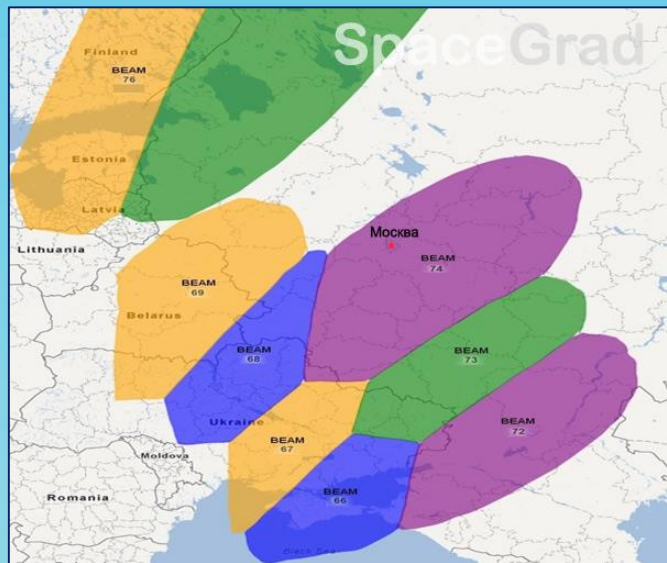 SpaceGrad
Finland
BEAM
76
Estonia
Latvia
Lithuania
Москва
BEAM
74
BEAM
69
Belarus
BEAM
68
BEAM
73
Ukraine
BEAM
72
BEAM
67
Moldova
BEAM
66
Romania
Black Sea